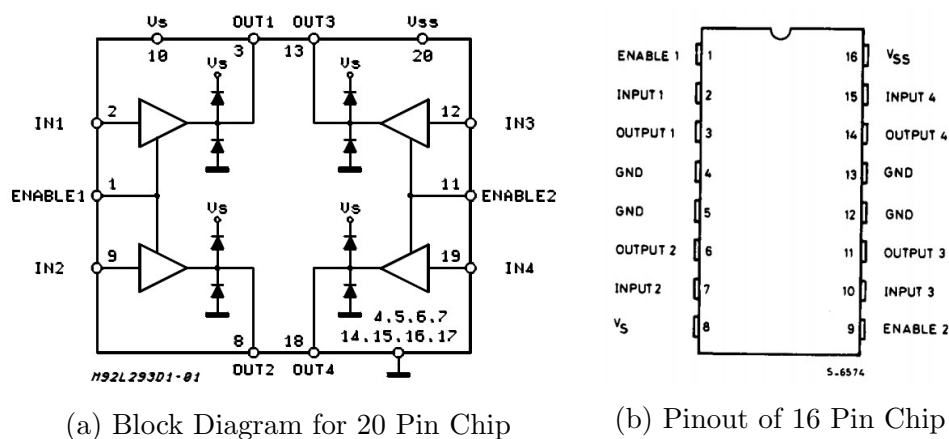 Vs OUT1 OUT3 Vss
10 3 13 20
Vs Vs
IN1 2 12 IN3
ENABLE1 1 11 ENABLE2
Vs Vs
IN2 9 19 IN4
4.5.6.7
8 18 14.15.16.17
M92L293D1-01 OUT2 OUT4
(a) Block Diagram for 20 Pin Chip
ENABLE 1 1 16 VSS
INPUT 1 2 15 INPUT 4
OUTPUT 1 3 14 OUTPUT 4
GND 4 13 GND
GND 5 12 GND
OUTPUT 2 6 11 OUTPUT 3
INPUT 2 7 10 INPUT 3
VS 8 9 ENABLE 2
S-6574
(b) Pinout of 16 Pin Chip